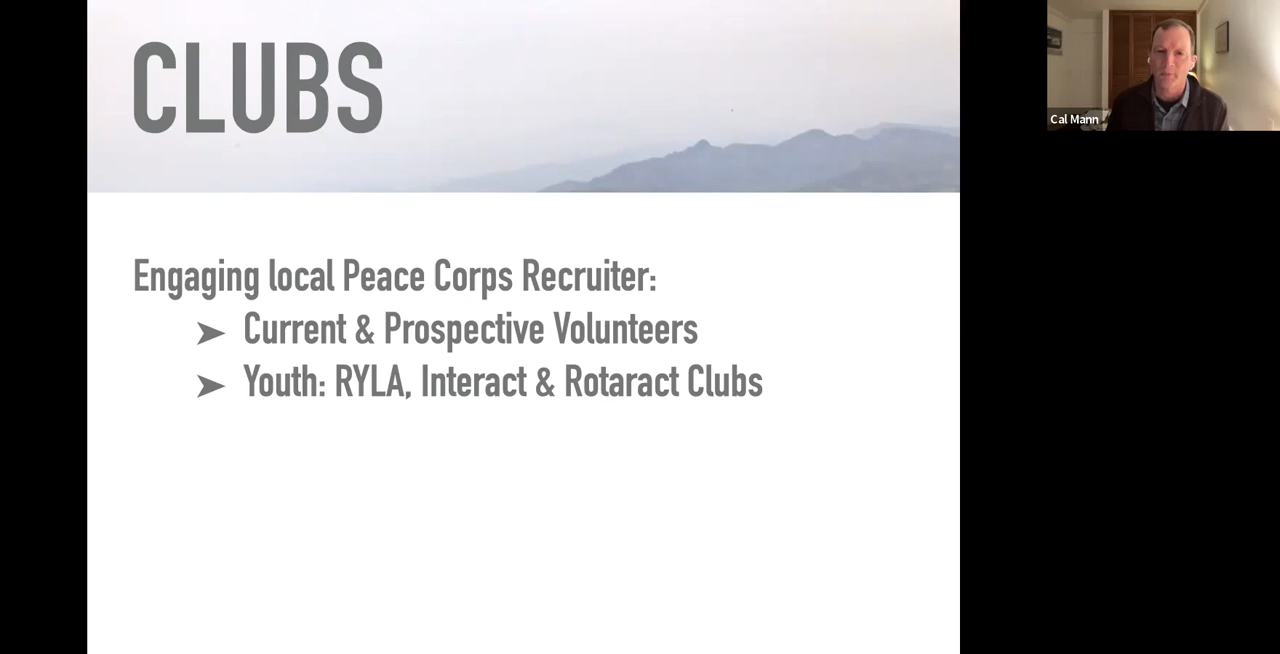 CLUBS
Engaging local Peace Corps Recruiter:
➤ Current & Prospective Volunteers
➤ Youth: RYLA, Interact & Rotaract Clubs
Cal Mann